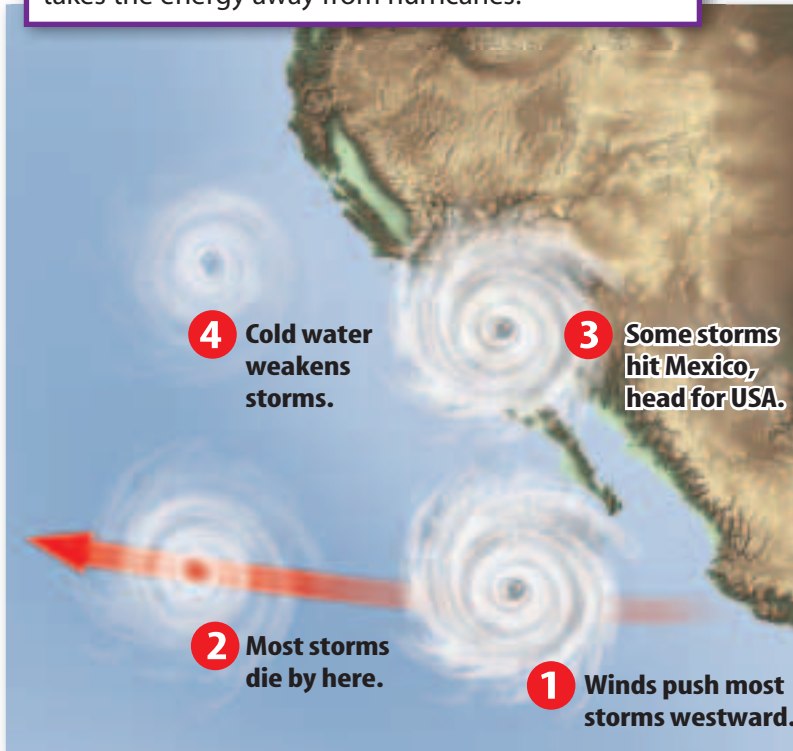 takes the energy away from hurricanes.
4 Cold water
weakens
storms.
3 Some storms
hit Mexico,
head for USA.
2 Most storms
die by here.
1 Winds push most
storms westward.